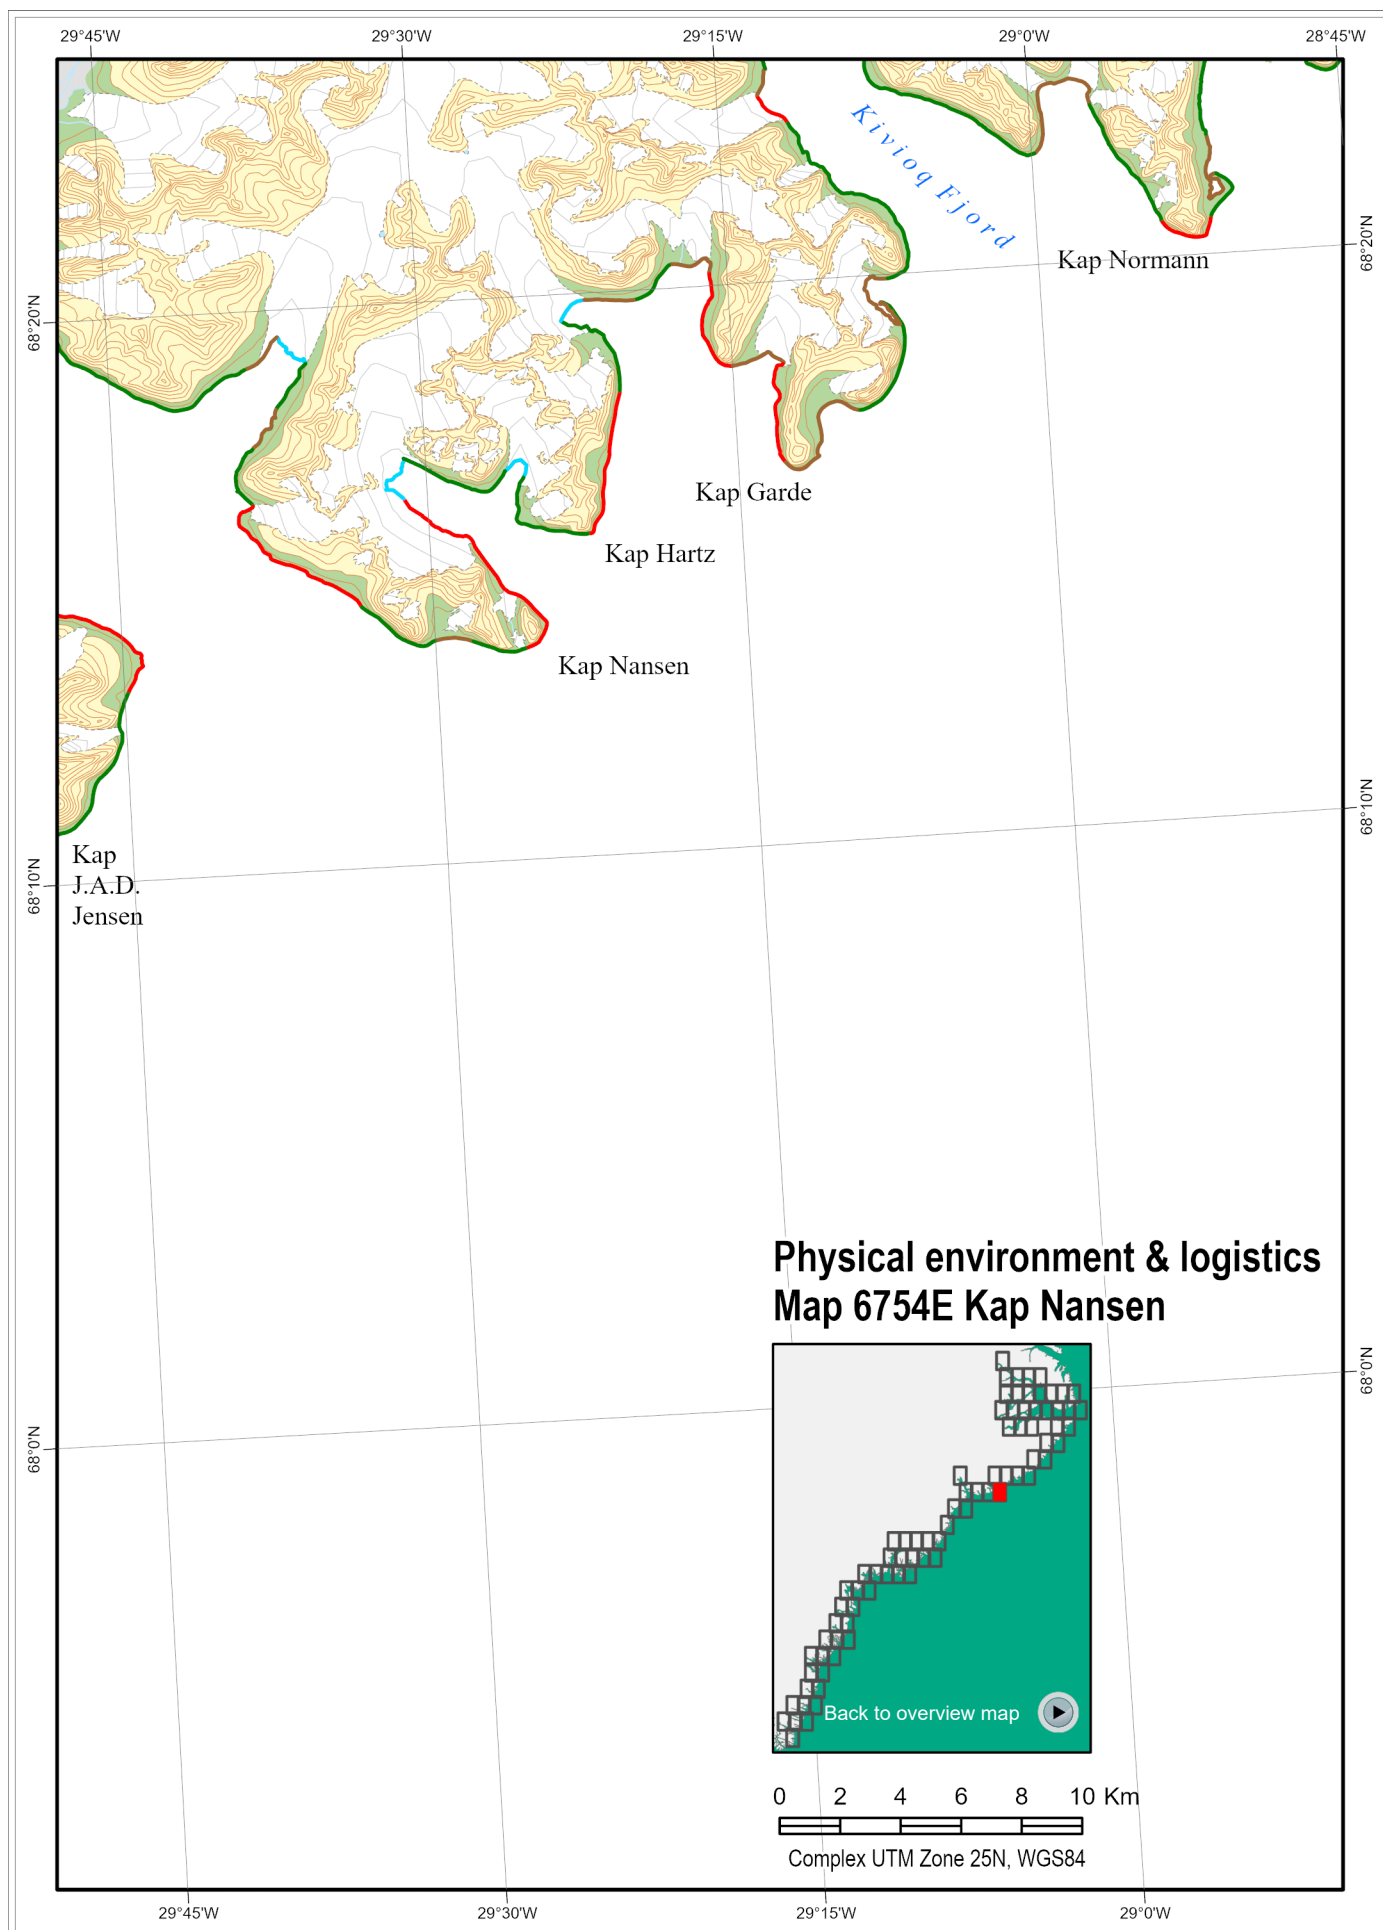 29°45'W
29°30'W
29°15'W
29°0'W
28°45'W
Kivioq Fjord
68°20'N
Kap Normann
68°20'N
Kap Garde
Kap Hartz
Kap Nansen
68°10'N
Kap
J.A.D.
Jensen
68°10'N
Physical environment & logistics
Map 6754E Kap Nansen
68°0'N
68°0'N
Back to overview map
0 2 4 6 8 10 Km
Complex UTM Zone 25N, WGS84
29°45'W
29°30'W
29°15'W
29°0'W